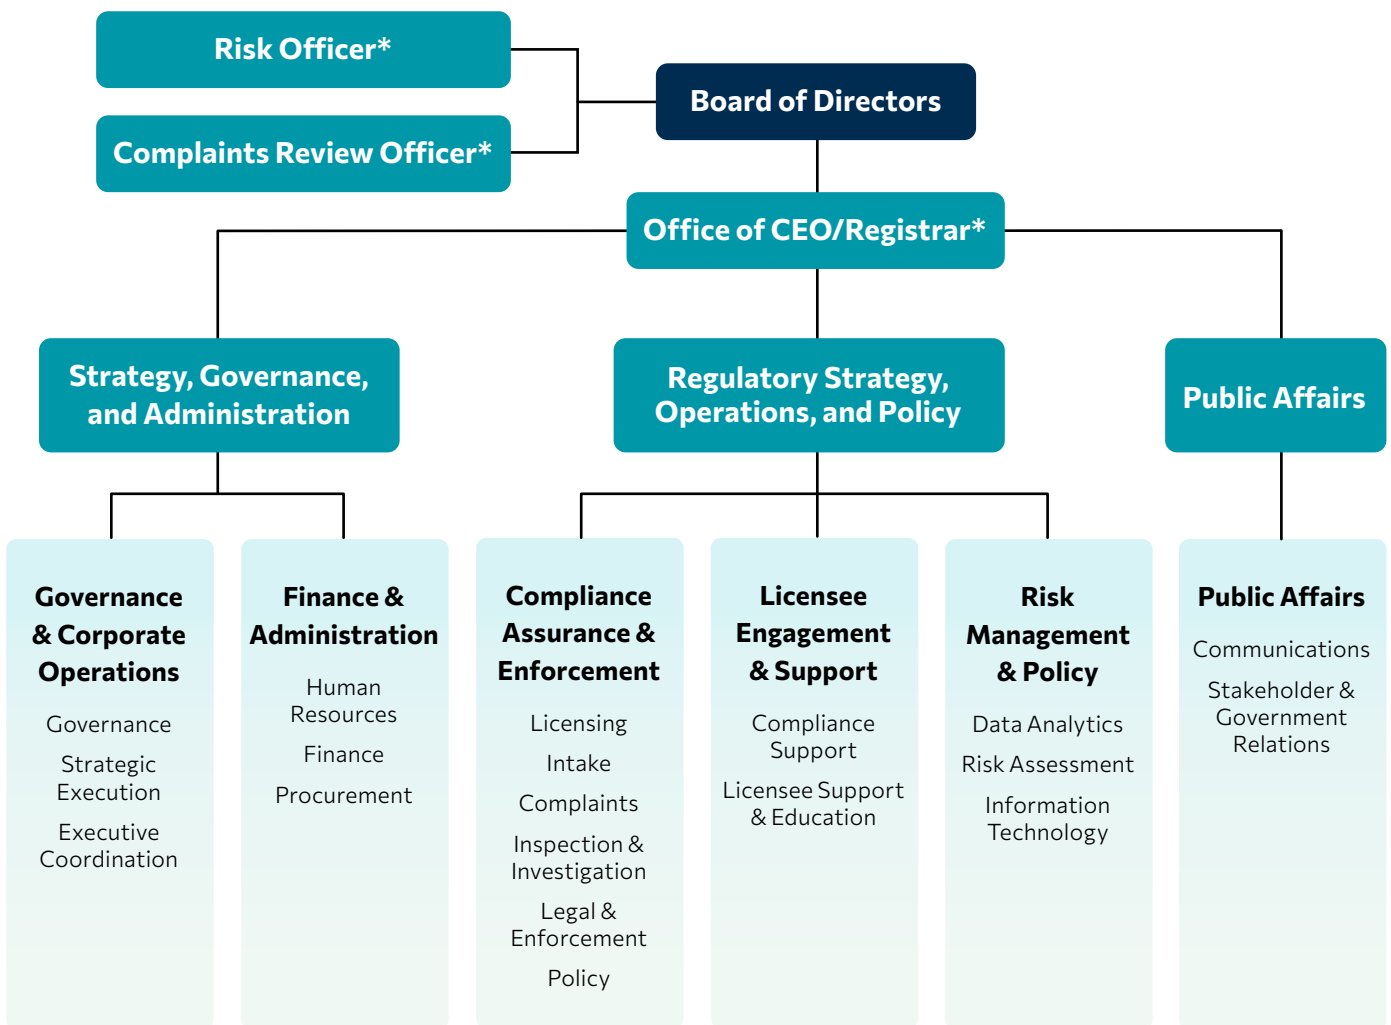 Risk Officer*
Board of Directors
Complaints Review Officer*
Office of CEO/Registrar*
Strategy, Governance,
and Administration
Regulatory Strategy,
Operations, and Policy
Public Affairs
Governance
& Corporate
Operations
Governance
Strategic
Execution
Executive
Coordination
Finance &
Administration
Human
Resources
Finance
Procurement
Compliance
Assurance &
Enforcement
Licensing
Intake
Complaints
Inspection &
Investigation
Legal &
Enforcement
Policy
Licensee
Engagement
& Support
Compliance
Support
Licensee Support
& Education
Risk
Management
& Policy
Data Analytics
Risk Assessment
Information
Technology
Public Affairs
Communications
Stakeholder &
Government
Relations